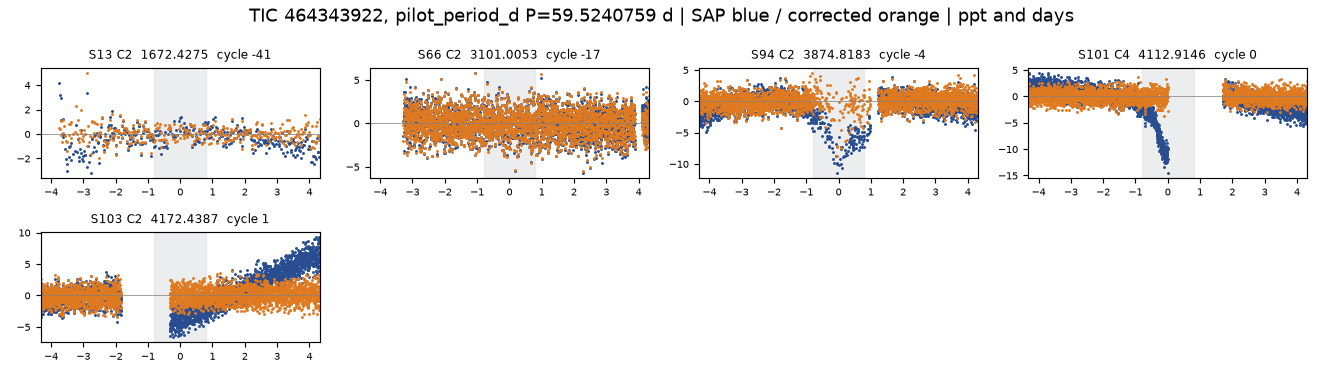 TIC 464343922, pilot_period_d P=59.5240759 d | SAP blue / corrected orange | ppt and days
S13 C2 1672.4275 cycle -41
S66 C2 3101.0053 cycle -17
S94 C2 3874.8183 cycle -4
S101 C4 4112.9146 cycle 0
4
2
0
−2
−4 −3 −2 −1 0 1 2 3 4
5
0
−5
−4 −3 −2 −1 0 1 2 3 4
5
0
−5
−10
−4 −3 −2 −1 0 1 2 3 4
5
0
−5
−10
−15
−4 −3 −2 −1 0 1 2 3 4
S103 C2 4172.4387 cycle 1
10
5
0
−5
−4 −3 −2 −1 0 1 2 3 4